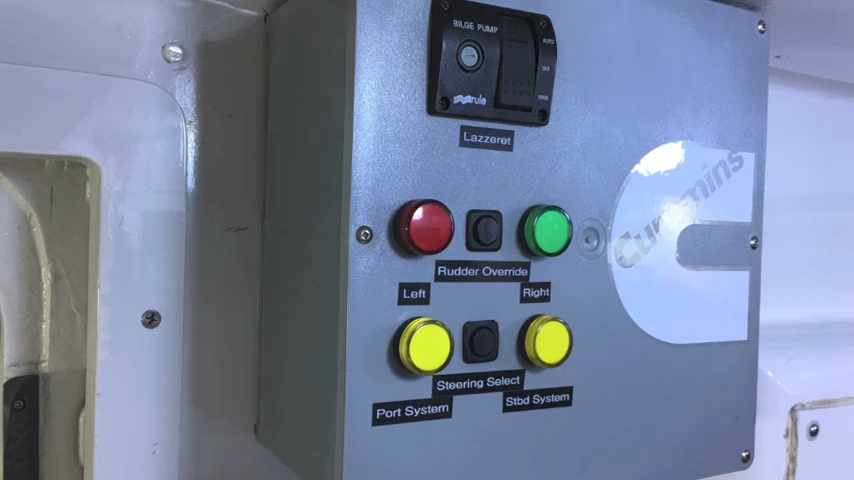 BILGE PUMP
AUTO
OFF
MAN
rule
Lazzeret
Cummins
Rudder Override
Left
Right
Steering Select
Port System
Stbd System